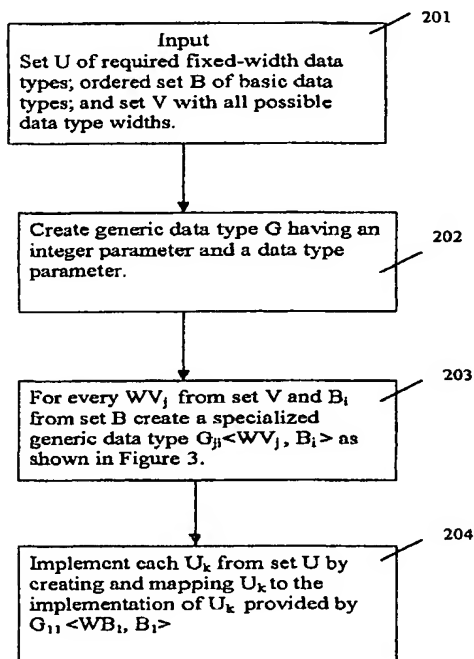 201
Input
Set U of required fixed-width data
types; ordered set B of basic data
types; and set V with all possible
data type widths.
Create generic data type G having an
integer parameter and a data type
parameter.
202
For every WVj from set V and Bi
from set B create a specialized
generic data type Gji<WVj, Bi> as
shown in Figure 3.
203
204
Implement each Uk from set U by
creating and mapping Uk to the
implementation of Uk provided by
G11 <WB1, B1>